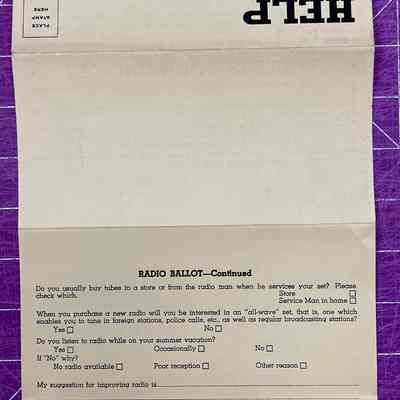 PLACE
STAMP
HERE
HELP
RADIO BALLOT—Continued
Do you usually buy tubes in a store or from the radio man when he services your set? Please
check which. Store
Service Man in home
When you purchase a new radio will you be interested in an "all-wave" set, that is, one which
enables you to tune in foreign stations, police calls, etc., as well as regular broadcasting stations?
Yes No
Do you listen to radio while on your summer vacation?
Yes Occasionally No
If "No" why?
No radio available Poor reception Other reason
My suggestion for improving radio is